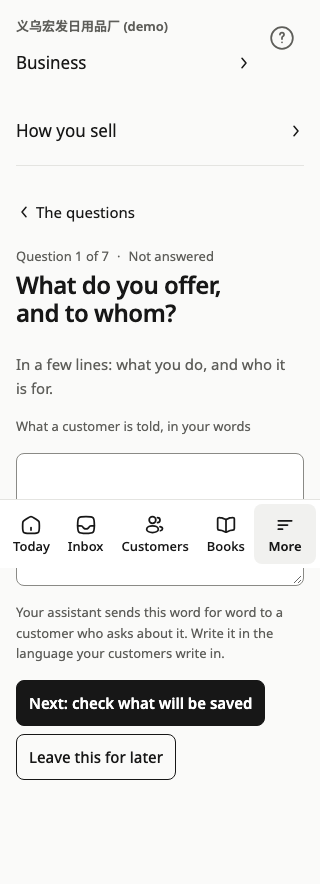 义乌宏发日用品厂 (demo)
Business
How you sell
The questions
Question 1 of 7 · Not answered
What do you offer,
and to whom?
In a few lines: what you do, and who it
is for.
What a customer is told, in your words
Today Inbox Customers Books More
Your assistant sends this word for word to a
customer who asks about it. Write it in the
language your customers write in.
Next: check what will be saved
Leave this for later